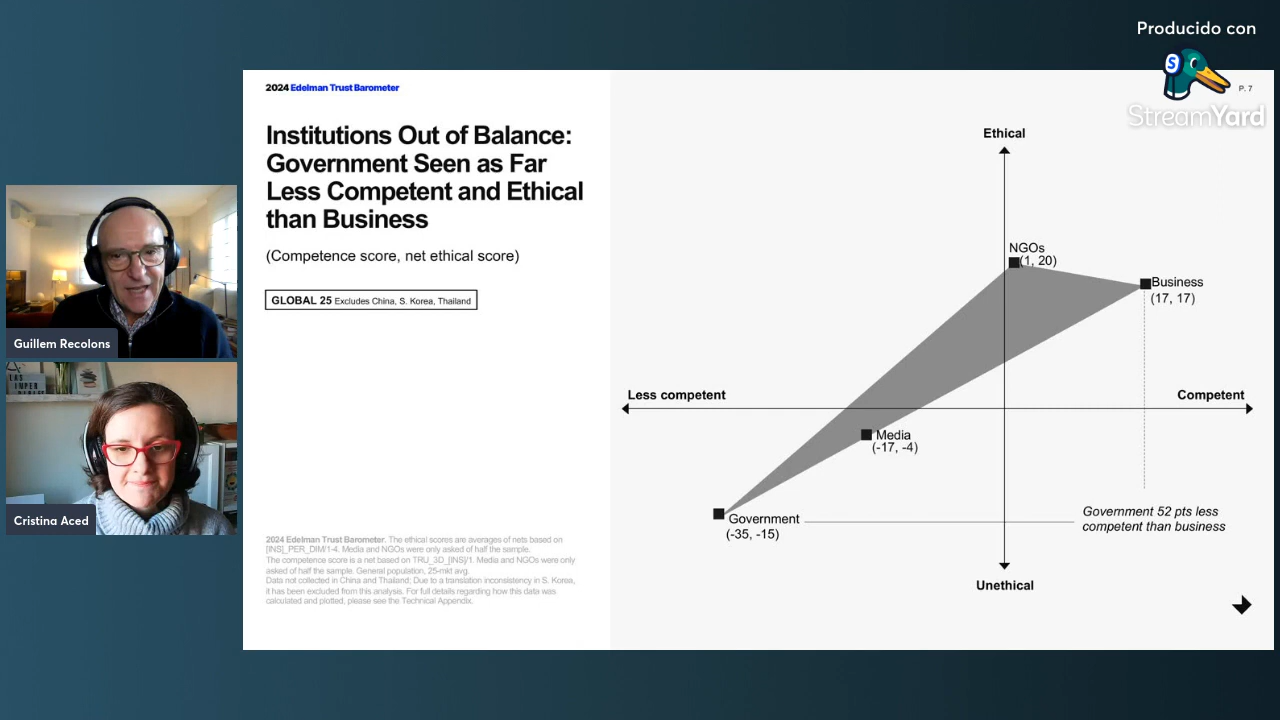 Producido con
StreamYard
2024 Edelman Trust Barometer
P. 7
Institutions Out of Balance:
Government Seen as Far
Less Competent and Ethical
than Business
(Competence score, net ethical score)
GLOBAL 25 Excludes China, S. Korea, Thailand
2024 Edelman Trust Barometer. The ethical scores are averages of nets based on
[INS]_PER_DIM/1-4. Media and NGOs were only asked of half the sample.
The competence score is a net based on TRU_3D_[INS]/1. Media and NGOs were only
asked of half the sample. General population, 25-mkt avg.
Data not collected in China and Thailand; Due to a translation inconsistency in S. Korea,
it has been excluded from this analysis. For full details regarding how this data was
calculated and plotted, please see the Technical Appendix.
Ethical
NGOs
(1, 20)
Business
(17, 17)
Less competent
Competent
Media
(-17, -4)
Government
(-35, -15)
Government 52 pts less
competent than business
Unethical
Guillem Recolons
LAS
IMPER
Cristina Aced